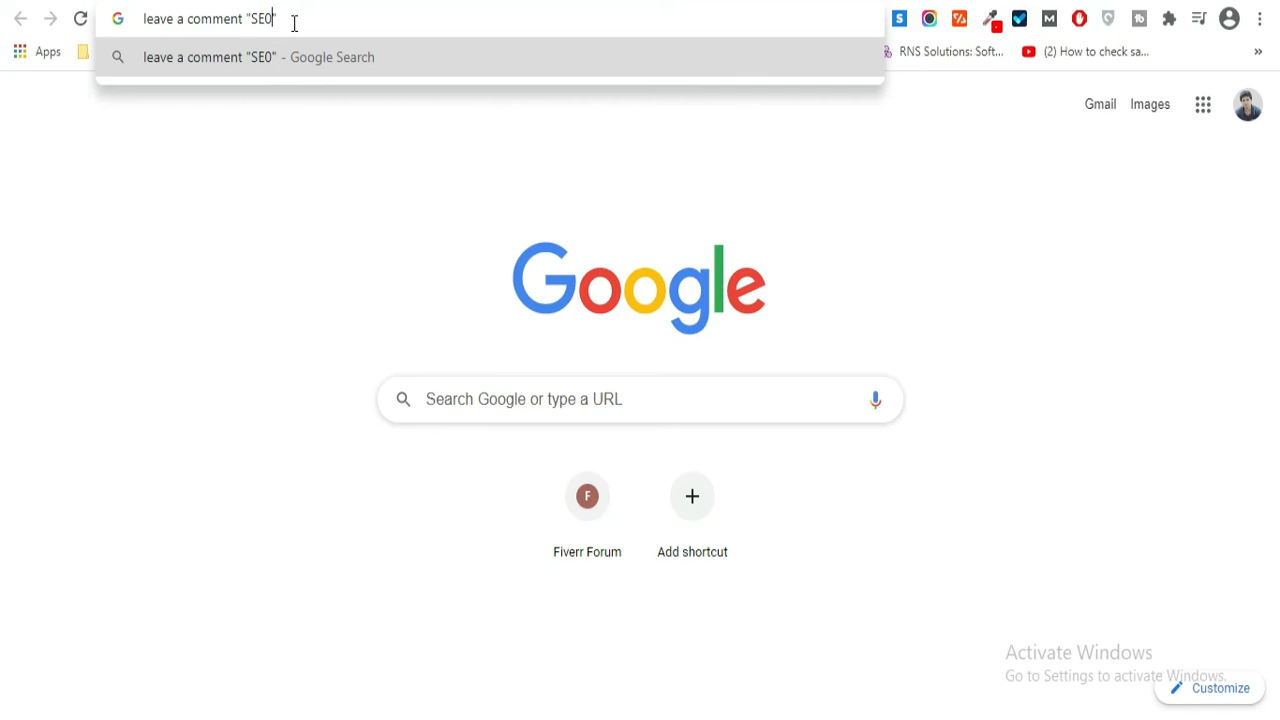 leave a comment "SEO"
leave a comment "SEO" - Google Search
Apps
RNS Solutions: Soft...
(2) How to check sa...
»
Gmail Images
Google
Search Google or type a URL
F
Fiverr Forum
Add shortcut
Activate Windows
Go to Settings to activate Windows.
Customize